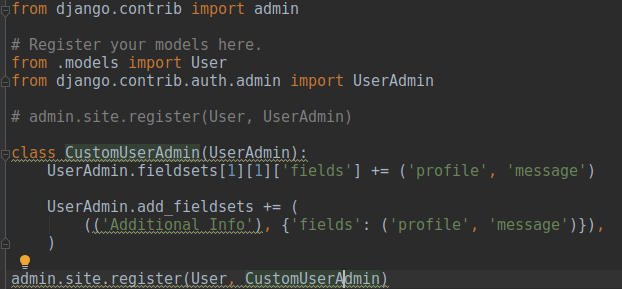 from django.contrib import admin
# Register your models here.
from .models import User
from django.contrib.auth.admin import UserAdmin
# admin.site.register(User, UserAdmin)
class CustomUserAdmin(UserAdmin):
UserAdmin.fieldsets[1][1]['fields'] += ('profile', 'message')
UserAdmin.add_fieldsets += (
(('Additional Info'), {'fields': ('profile', 'message')}),
)
admin.site.register(User, CustomUserAdmin)